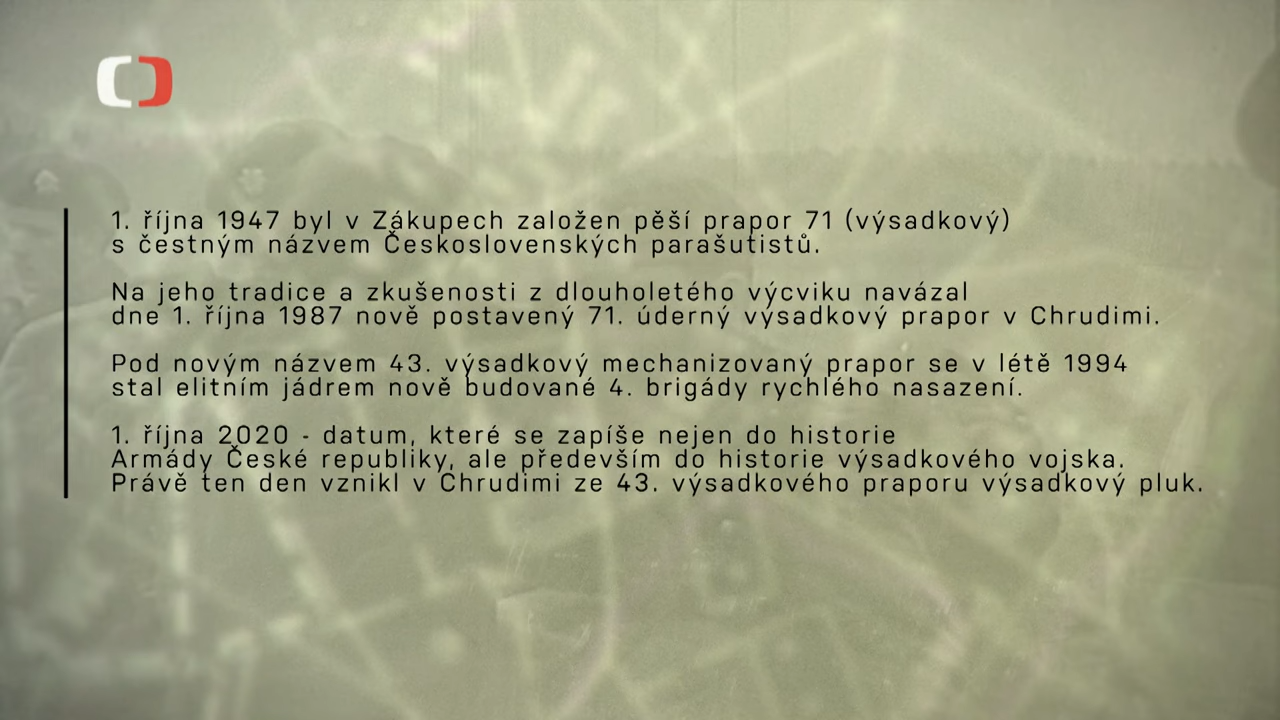 1. října 1947 byl v Zákupech založen pěší prapor 71 (výsadkový)
s čestným názvem Československých parašutistů.
Na jeho tradice a zkušenosti z dlouholetého výcviku navázal
dne 1. října 1987 nově postavený 71. úderný výsadkový prapor v Chrudimi.
Pod novým názvem 43. výsadkový mechanizovaný prapor se v létě 1994
stal elitním jádrem nově budované 4. brigády rychlého nasazení.
1. října 2020 - datum, které se zapíše nejen do historie
Armády České republiky, ale především do historie výsadkového vojska.
Právě ten den vznikl v Chrudimi ze 43. výsadkového praporu výsadkový pluk.